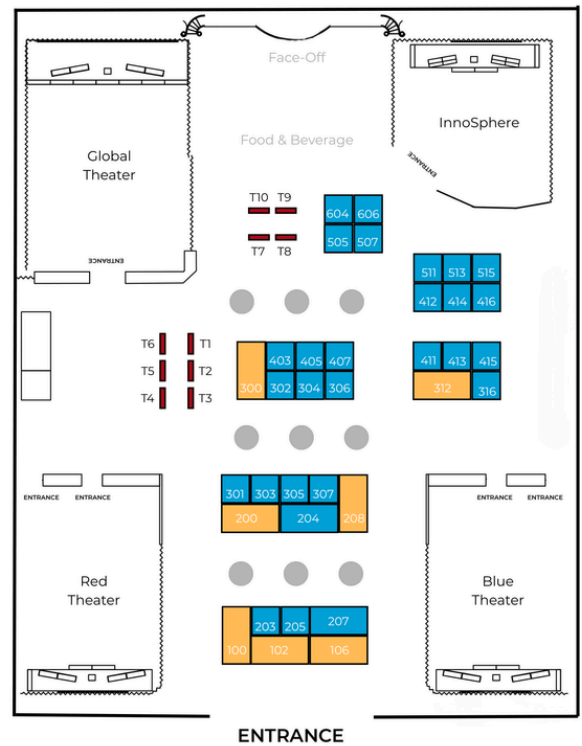 Face-Off
Food & Beverage
Global
Theater
ENTRANCE
InnoSphere
ENTRANCE
T10 T9
T7 T8
604 606
505 507
511 513 515
412 414 416
T6 T1
T5 T2
T4 T3
300
403 405 407
302 304 306
411 413 415
312 316
ENTRANCE ENTRANCE
Red
Theater
301 303 305 307
200 204 208
ENTRANCE ENTRANCE
Blue
Theater
203 205 207
100 102 106
ENTRANCE